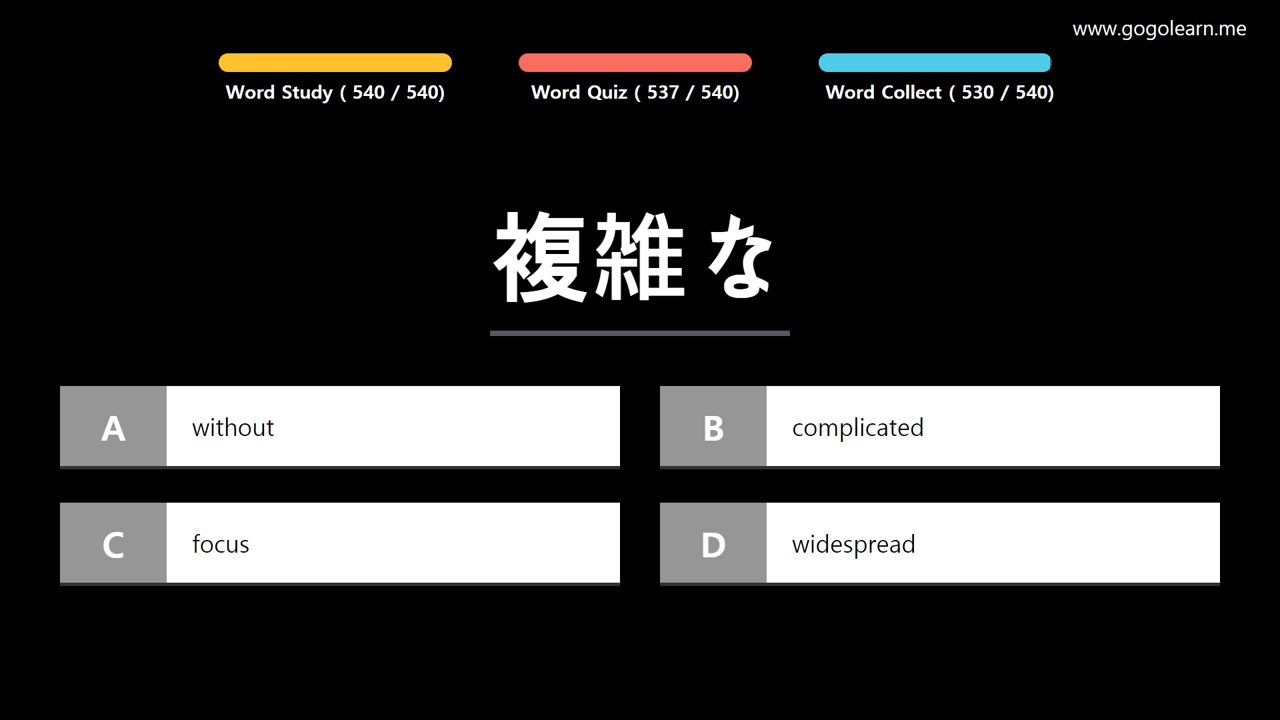 www.gogolearn.me
Word Study ( 540 / 540)
Word Quiz ( 537 / 540)
Word Collect ( 530 / 540)
複雑な
A
without
B
complicated
C
focus
D
widespread